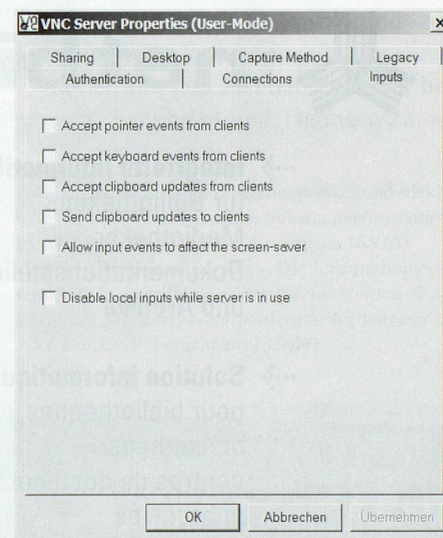 VNC Server Properties (User-Mode)
Sharing Desktop Capture Method Legacy
Authentication Connections Inputs
Accept pointer events from clients
Accept keyboard events from clients
Accept clipboard updates from clients
Send clipboard updates to clients
Allow input events to affect the screen-saver
Disable local inputs while server is in use
OK Abbrechen Übernehmen